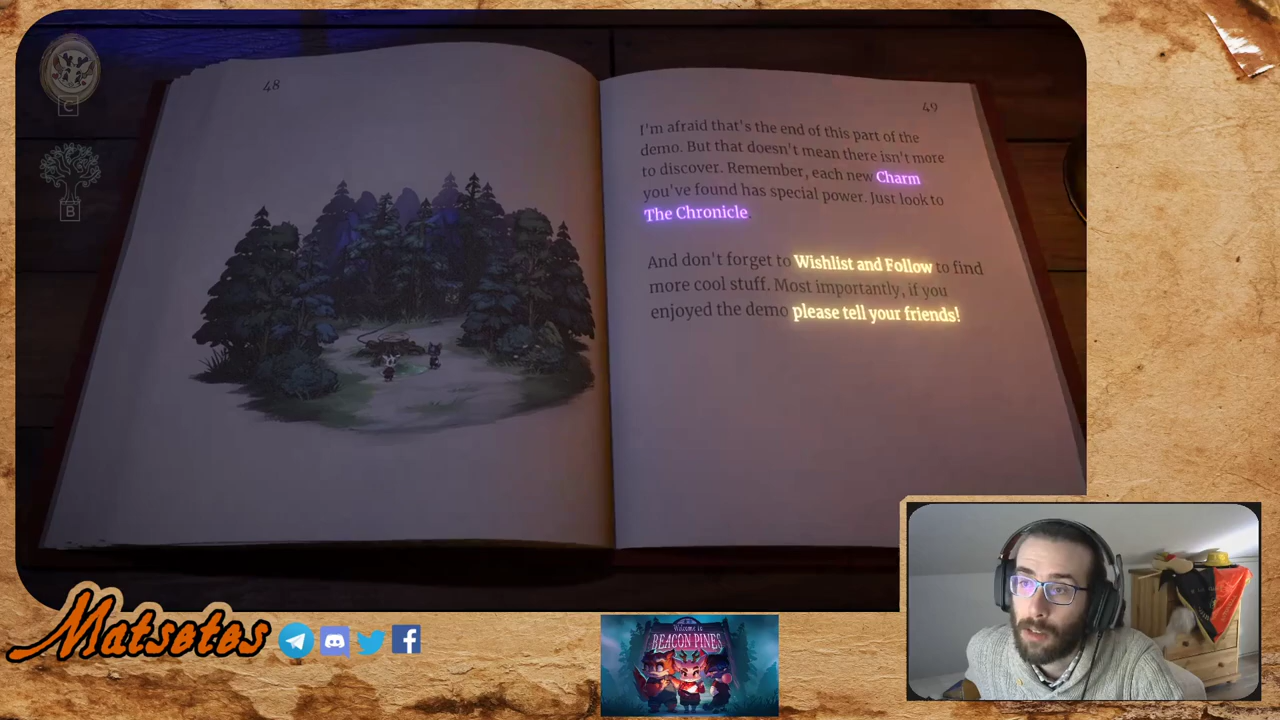 C
B
48
49
I'm afraid that's the end of this part of the
demo. But that doesn't mean there isn't more
to discover. Remember, each new Charm
you've found has special power. Just look to
The Chronicle.
And don't forget to Wishlist and Follow to find
more cool stuff. Most importantly, if you
enjoyed the demo please tell your friends!
Matsetes
Welcome to
BEACON PINES